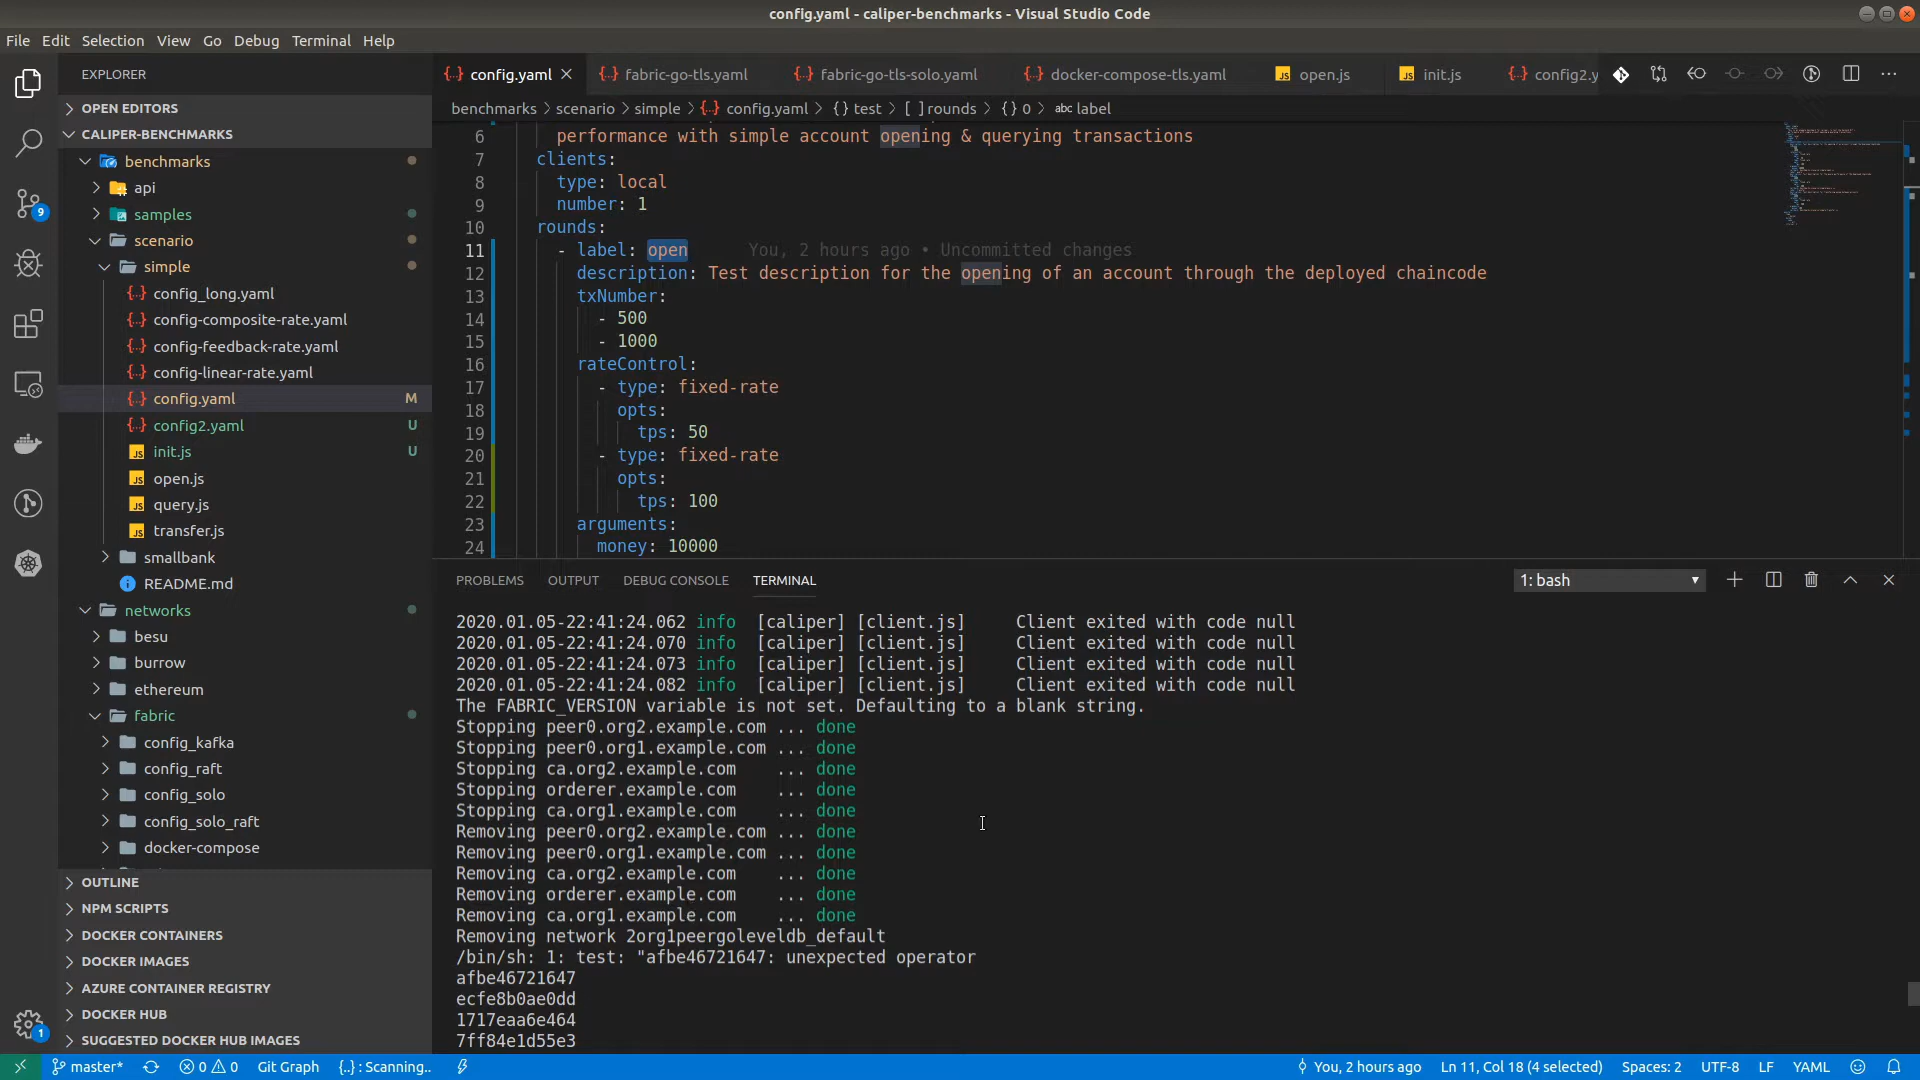 config.yaml - caliper-benchmarks - Visual Studio Code
File Edit Selection View Go Debug Terminal Help
EXPLORER
OPEN EDITORS
CALIPER-BENCHMARKS
benchmarks
api
samples
scenario
simple
config_long.yaml
config-composite-rate.yaml
config-feedback-rate.yaml
config-linear-rate.yaml
config.yaml M
config2.yaml U
init.js U
open.js
query.js
transfer.js
smallbank
README.md
networks
besu
burrow
ethereum
fabric
config_kafka
config_raft
config_solo
config_solo_raft
docker-compose
OUTLINE
NPM SCRIPTS
DOCKER CONTAINERS
DOCKER IMAGES
AZURE CONTAINER REGISTRY
DOCKER HUB
SUGGESTED DOCKER HUB IMAGES
9
1
config.yaml fabric-go-tls.yaml fabric-go-tls-solo.yaml docker-compose-tls.yaml open.js init.js config2.y
benchmarks > scenario > simple > config.yaml > {} test > [ ] rounds > {} 0 > abc label
6 performance with simple account opening & querying transactions
7 clients:
8 type: local
9 number: 1
10 rounds:
11 - label: open You, 2 hours ago • Uncommitted changes
12 description: Test description for the opening of an account through the deployed chaincode
13 txNumber:
14 - 500
15 - 1000
16 rateControl:
17 - type: fixed-rate
18 opts:
19 tps: 50
20 - type: fixed-rate
21 opts:
22 tps: 100
23 arguments:
24 money: 10000
PROBLEMS OUTPUT DEBUG CONSOLE TERMINAL 1: bash
2020.01.05-22:41:24.062 info [caliper] [client.js] Client exited with code null
2020.01.05-22:41:24.070 info [caliper] [client.js] Client exited with code null
2020.01.05-22:41:24.073 info [caliper] [client.js] Client exited with code null
2020.01.05-22:41:24.082 info [caliper] [client.js] Client exited with code null
The FABRIC_VERSION variable is not set. Defaulting to a blank string.
Stopping peer0.org2.example.com ... done
Stopping peer0.org1.example.com ... done
Stopping ca.org2.example.com ... done
Stopping orderer.example.com ... done
Stopping ca.org1.example.com ... done
Removing peer0.org2.example.com ... done
Removing peer0.org1.example.com ... done
Removing ca.org2.example.com ... done
Removing orderer.example.com ... done
Removing ca.org1.example.com ... done
Removing network 2org1peergoleveldb_default
/bin/sh: 1: test: "afbe46721647: unexpected operator
afbe46721647
ecfe8b0ae0dd
1717eaa6e464
7ff84e1d55e3
master* 0 0 Git Graph {..} : Scanning.. You, 2 hours ago Ln 11, Col 18 (4 selected) Spaces: 2 UTF-8 LF YAML